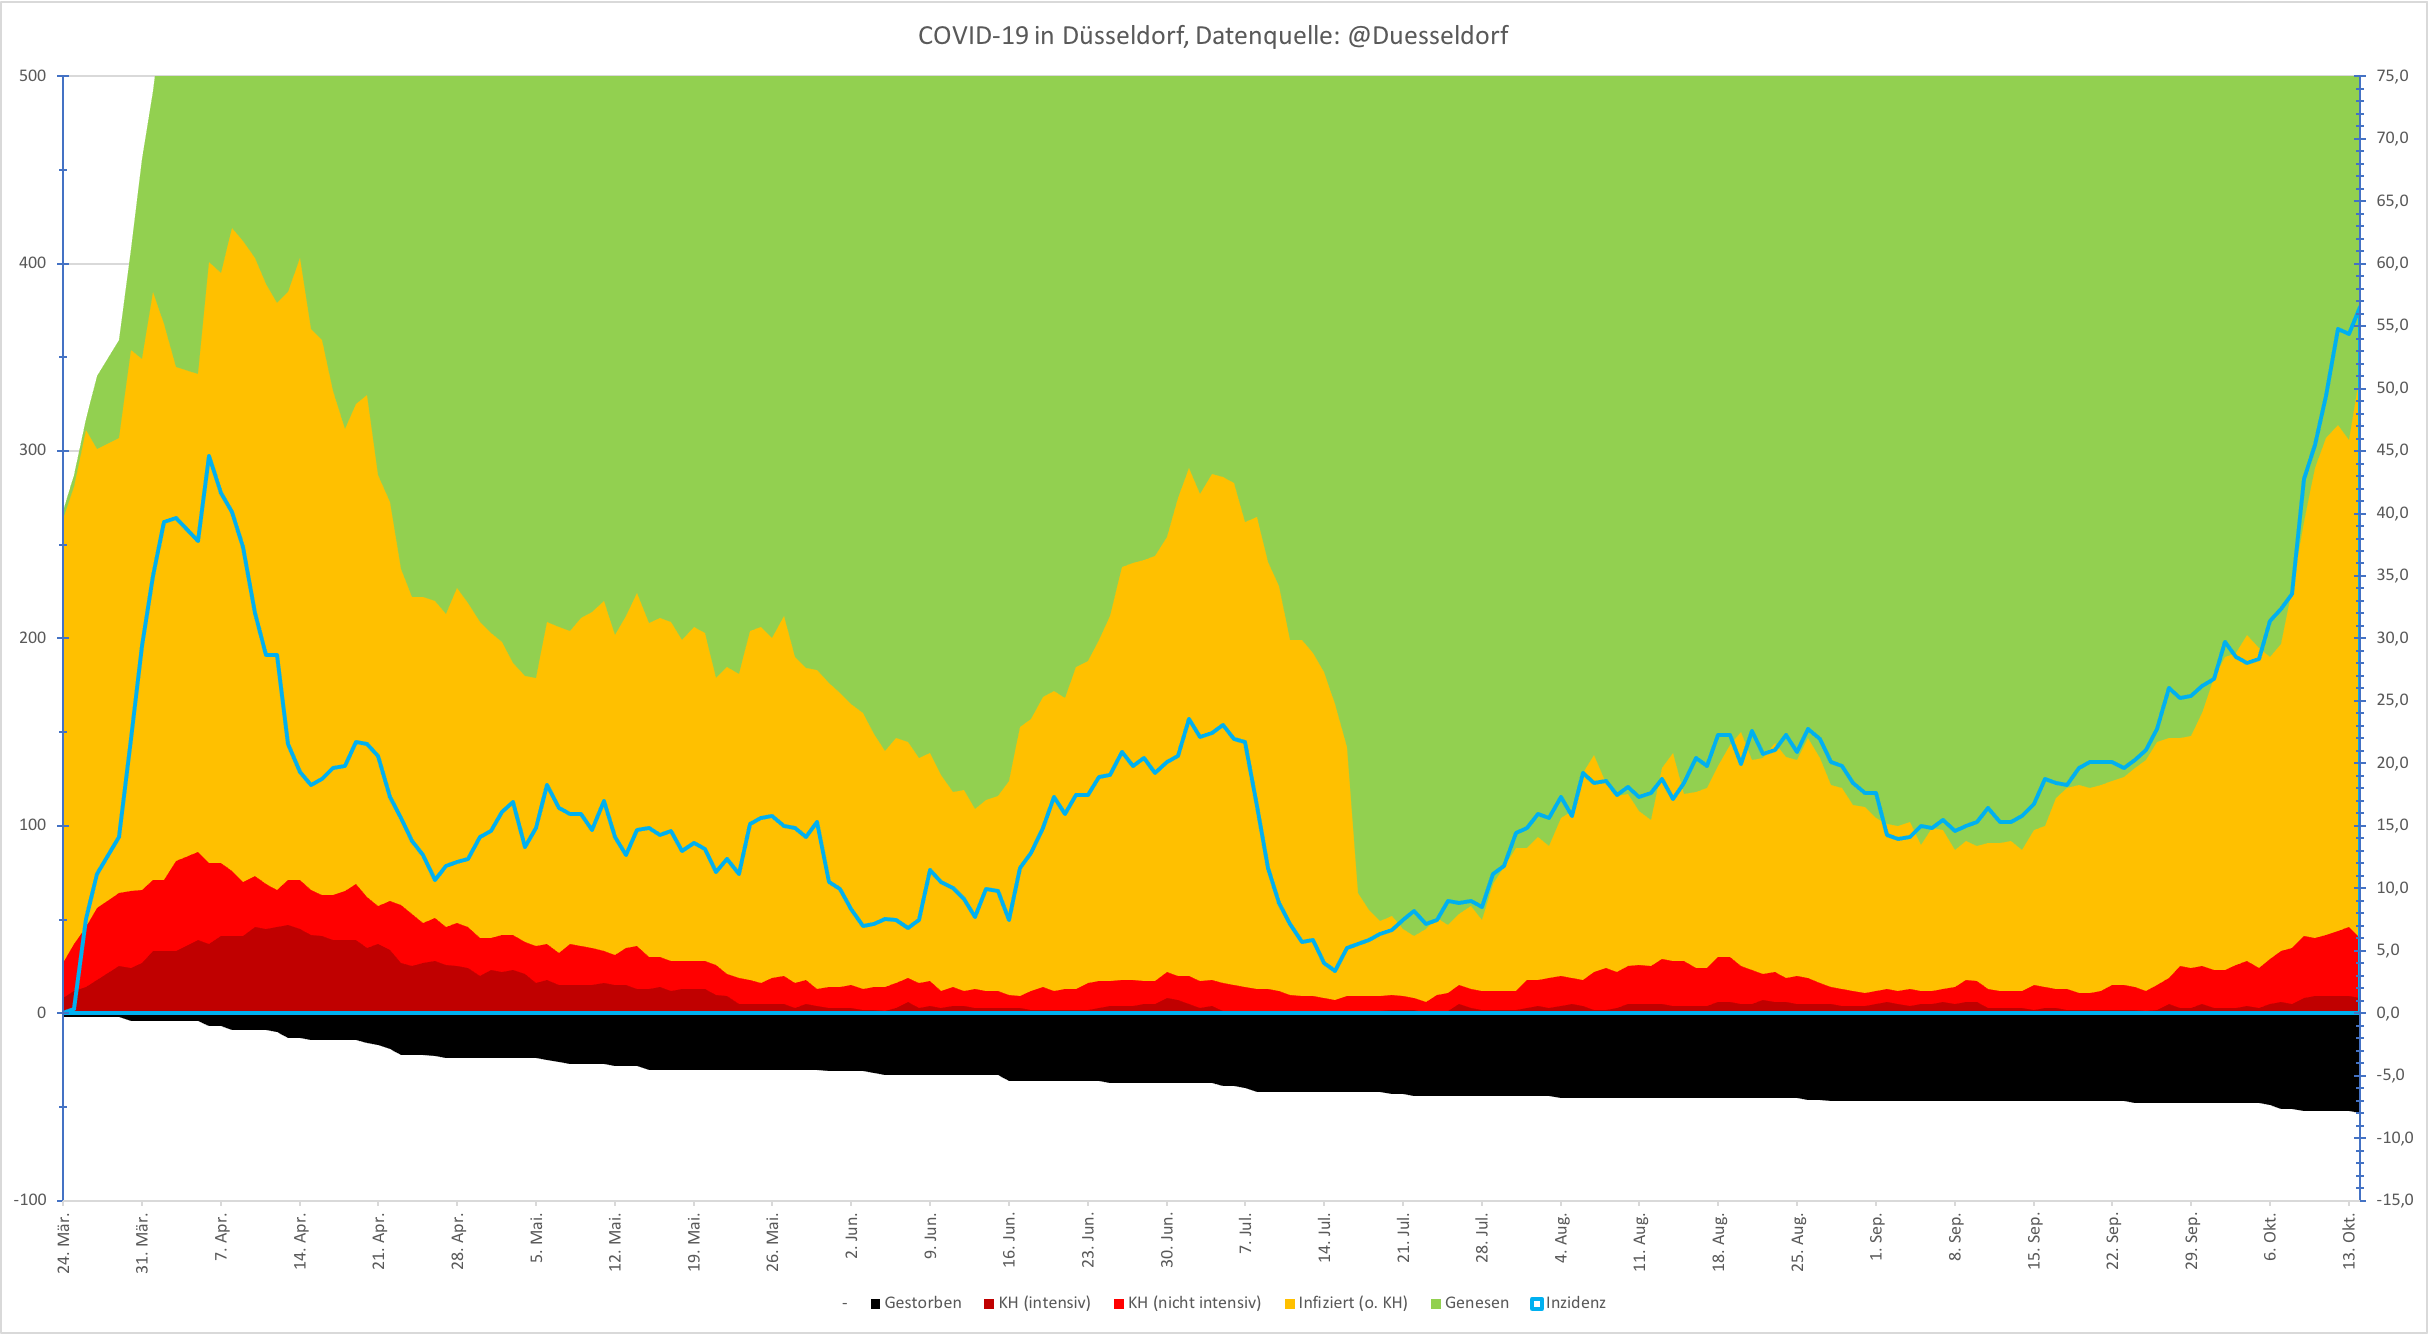 COVID-19 in Düsseldorf, Datenquelle: @Duesseldorf
500
400
300
200
100
0
-100
75,0
70,0
65,0
60,0
55,0
50,0
45,0
40,0
35,0
30,0
25,0
20,0
15,0
10,0
5,0
0,0
-5,0
-10,0
-15,0
24. Mär.
31. Mär.
7. Apr.
14. Apr.
21. Apr.
28. Apr.
5. Mai.
12. Mai.
19. Mai.
26. Mai.
2. Jun.
9. Jun.
16. Jun.
23. Jun.
30. Jun.
7. Jul.
14. Jul.
21. Jul.
28. Jul.
4. Aug.
11. Aug.
18. Aug.
25. Aug.
1. Sep.
8. Sep.
15. Sep.
22. Sep.
29. Sep.
6. Okt.
13. Okt.
- Gestorben KH (intensiv) KH (nicht intensiv) Infiziert (o. KH) Genesen Inzidenz